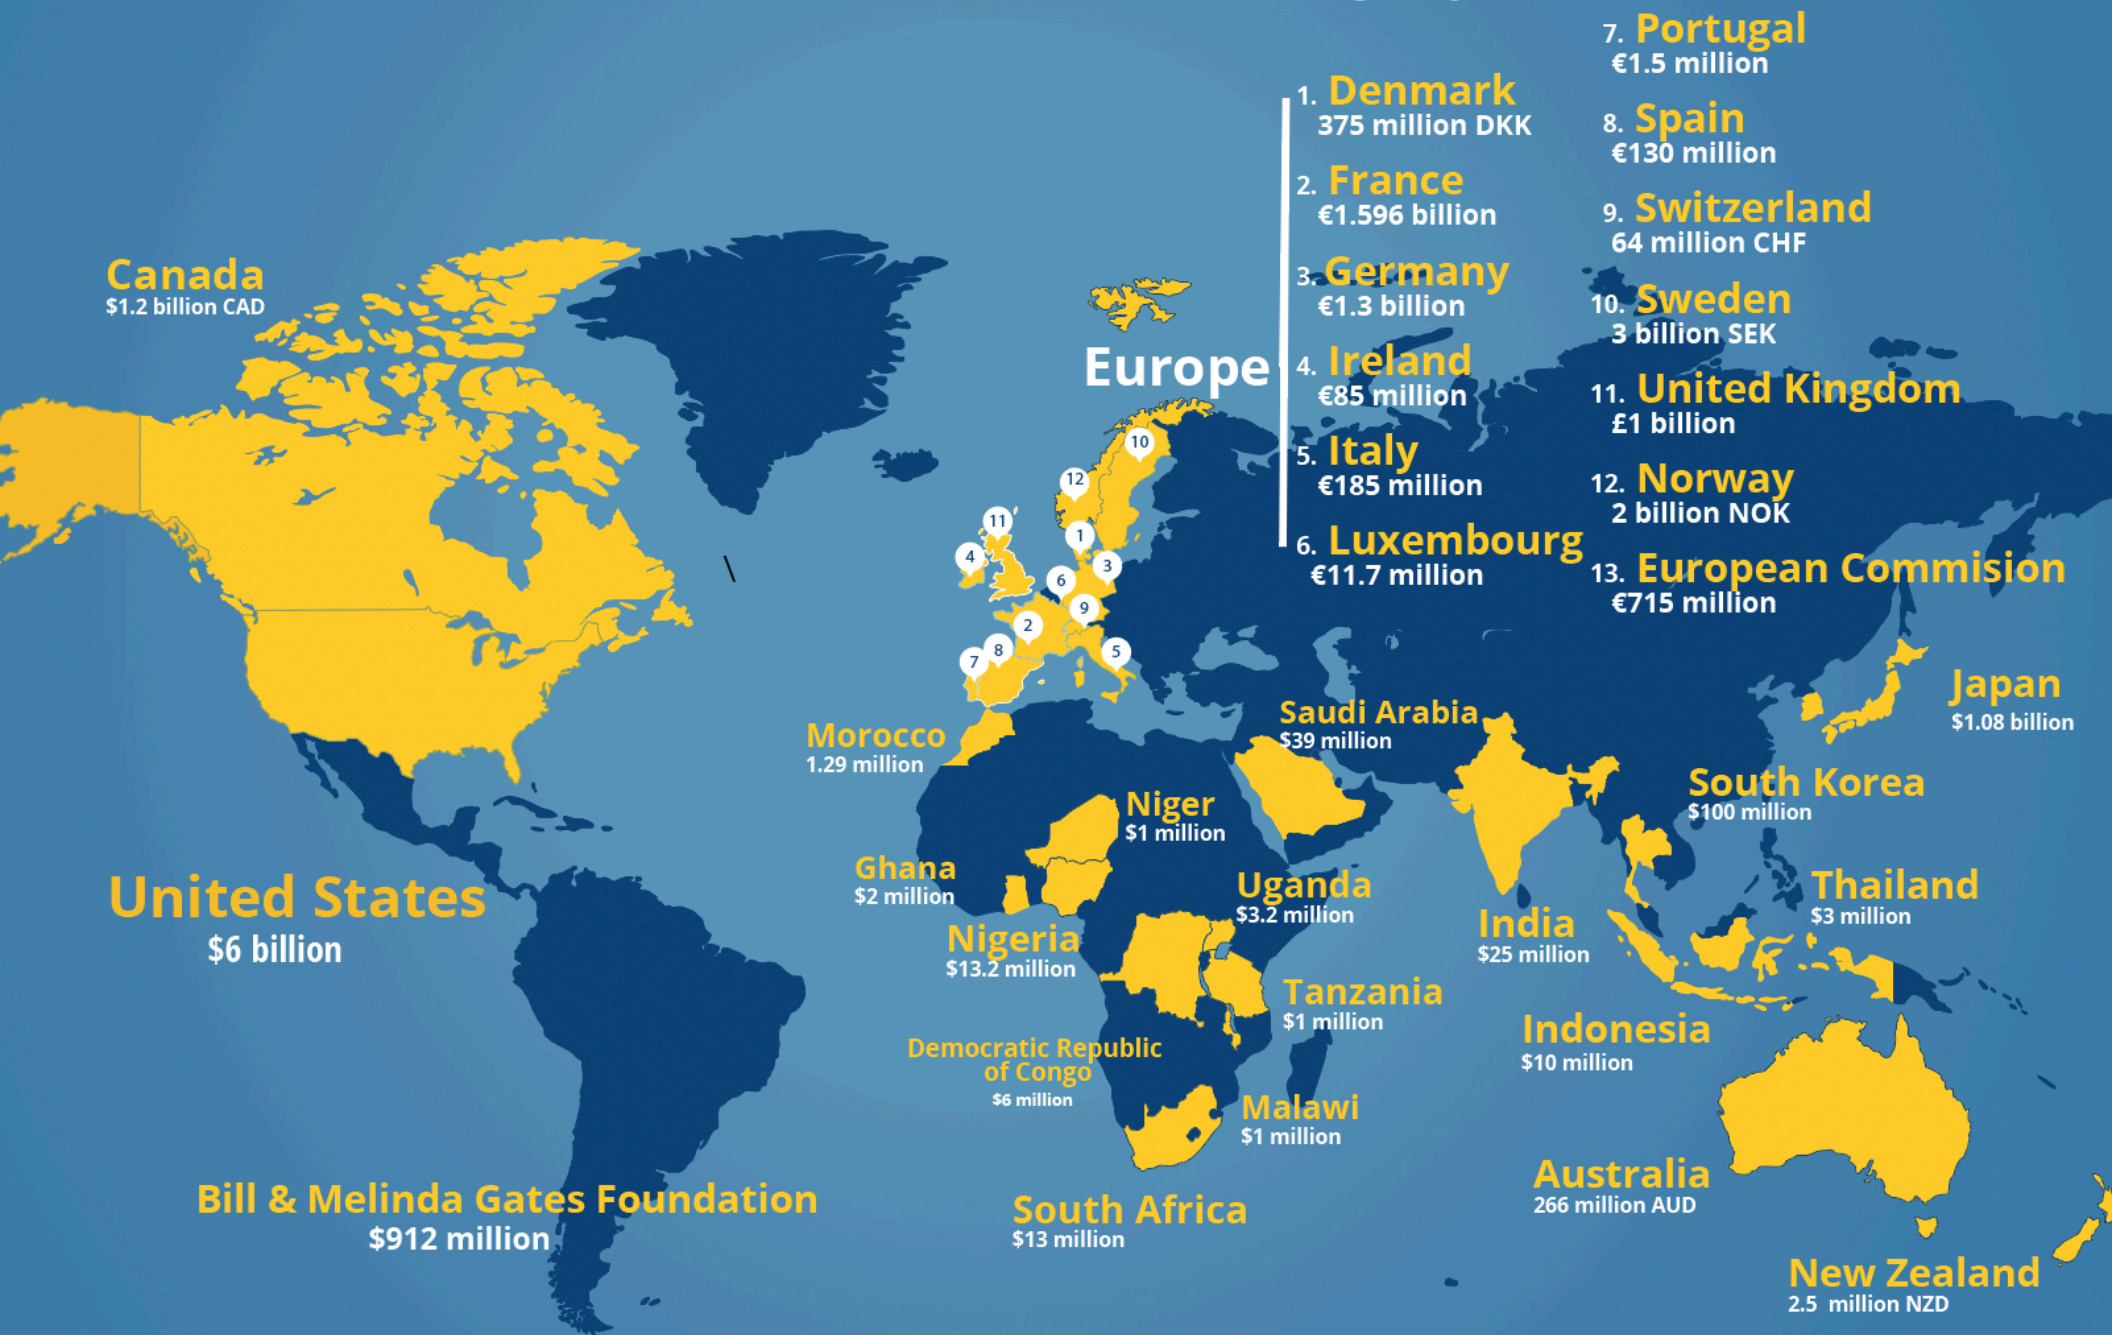 Canada
$1.2 billion CAD
United States
$6 billion
Bill & Melinda Gates Foundation
$912 million
Europe
1. Denmark
375 million DKK
2. France
€1.596 billion
3. Germany
€1.3 billion
4. Ireland
€85 million
5. Italy
€185 million
6. Luxembourg
€11.7 million
7. Portugal
€1.5 million
8. Spain
€130 million
9. Switzerland
64 million CHF
10. Sweden
3 billion SEK
11. United Kingdom
£1 billion
12. Norway
2 billion NOK
13. European Commision
€715 million
10
12
11
1
4
3
6
9
2
8
7
5
Morocco
1.29 million
Niger
$1 million
Ghana
$2 million
Nigeria
$13.2 million
Uganda
$3.2 million
Tanzania
$1 million
Democratic Republic
of Congo
$6 million
Malawi
$1 million
South Africa
$13 million
Saudi Arabia
$39 million
India
$25 million
Japan
$1.08 billion
South Korea
$100 million
Thailand
$3 million
Indonesia
$10 million
Australia
266 million AUD
New Zealand
2.5 million NZD